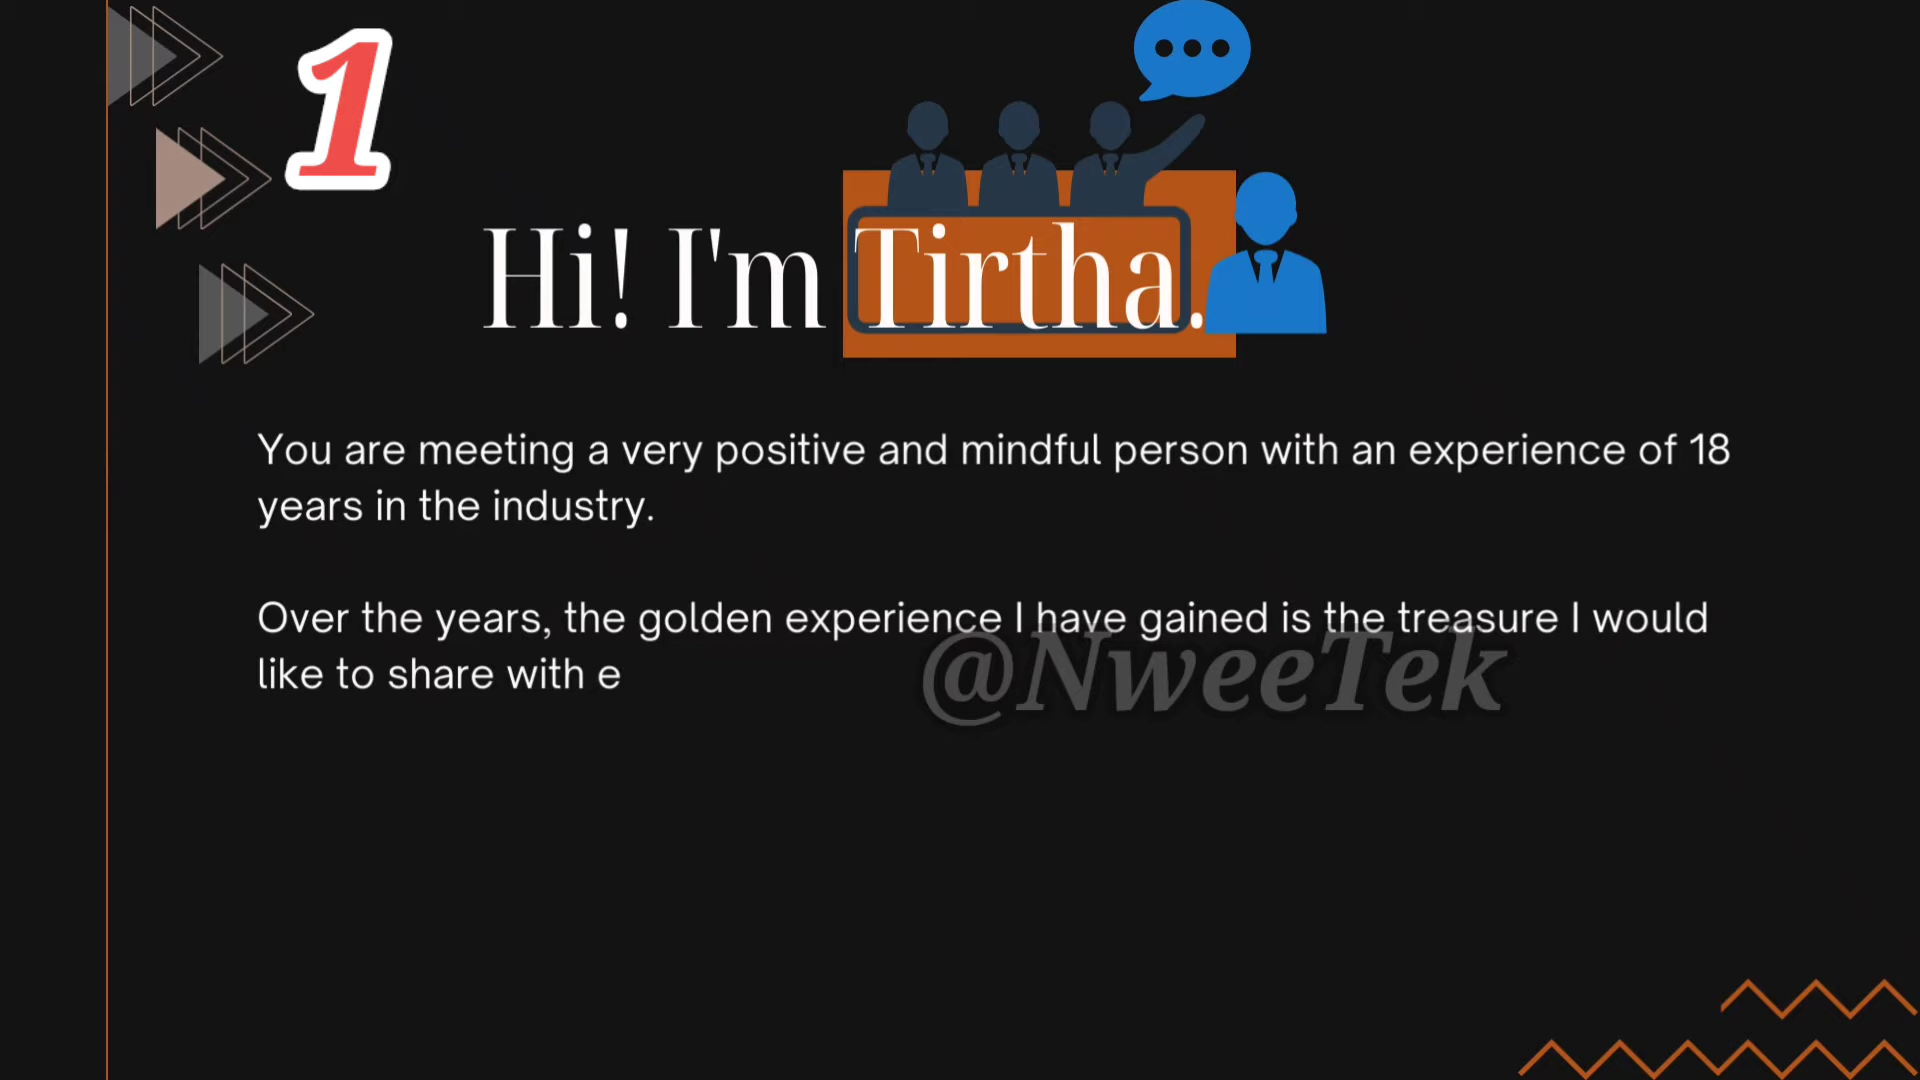 1
Hi! I'm Tirtha.
You are meeting a very positive and mindful person with an experience of 18
years in the industry.
Over the years, the golden experience I have gained is the treasure I would
like to share with e
@NweeTek